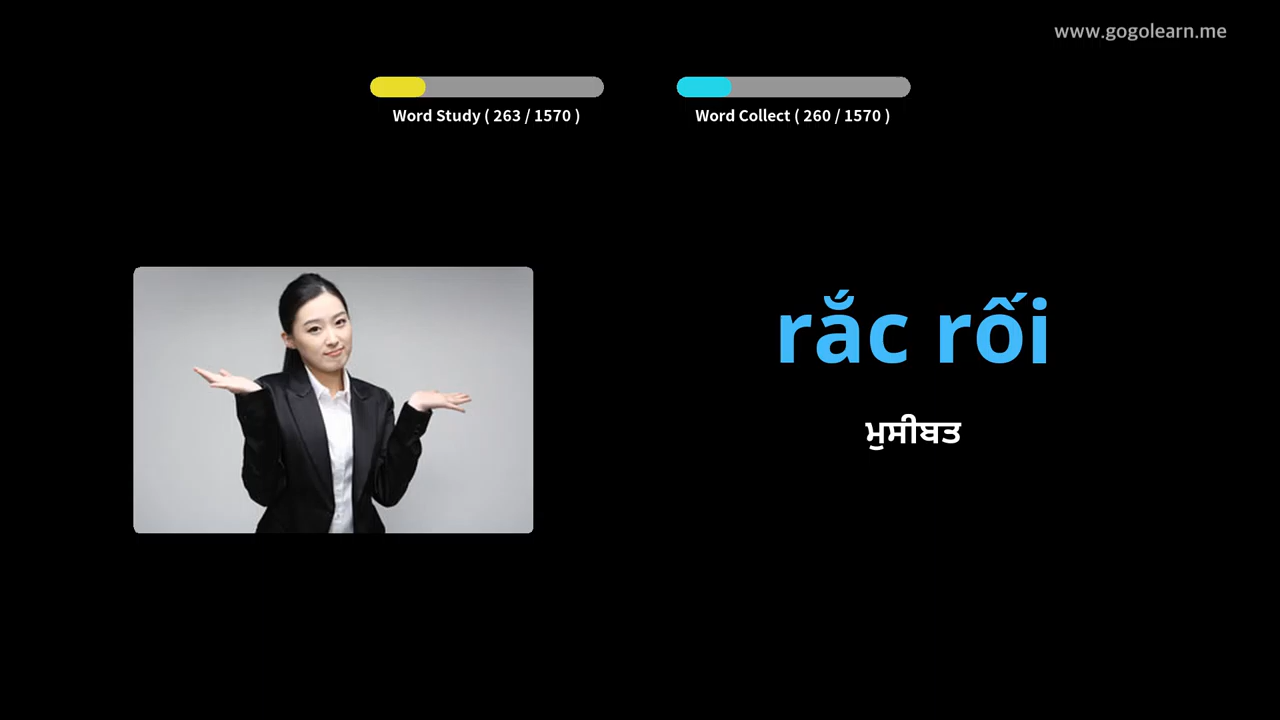 www.gogolearn.me
Word Study ( 263 / 1570 )
Word Collect ( 260 / 1570 )
rắc rối
ਮੁਸੀਬਤ